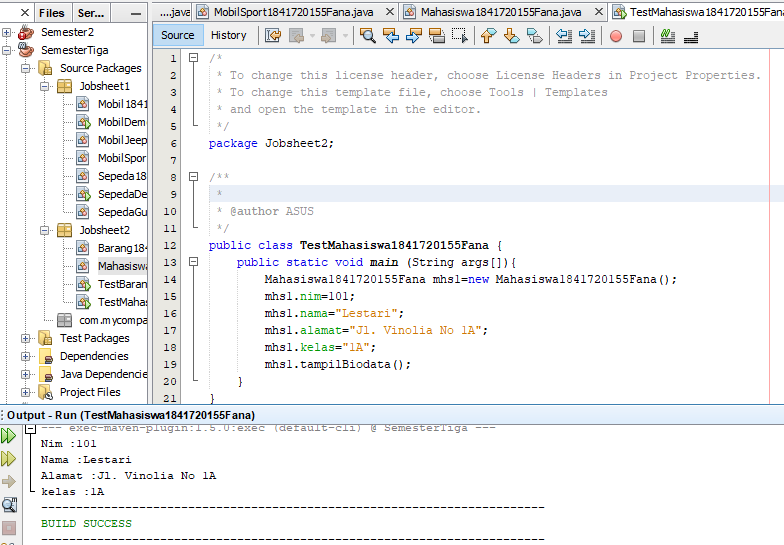 Files
Ser...
....java
MobilSport1841720155Fana.java
Mahasiswa1841720155Fana.java
TestMahasiswa1841720155Fana
Semester2
SemesterTiga
Source Packages
Jobsheet1
Mobil1841
MobilDem
MobilJeep
MobilSpor
Sepeda18
SepedaDe
SepedaGu
Jobsheet2
Barang184
Mahasiswa
TestBaran
TestMahas
com.mycompa
Test Packages
Dependencies
Java Dependencie
Project Files
Source History
1 /*
2 * To change this license header, choose License Headers in Project Properties.
3 * To change this template file, choose Tools | Templates
4 * and open the template in the editor.
5 */
6 package Jobsheet2;
7
8 /**
9 *
10 * @author ASUS
11 */
12 public class TestMahasiswa1841720155Fana {
13 public static void main (String args[]){
14 Mahasiswa1841720155Fana mhs1=new Mahasiswa1841720155Fana();
15 mhs1.nim=101;
16 mhs1.nama="Lestari";
17 mhs1.alamat="Jl. Vinolia No 1A";
18 mhs1.kelas="1A";
19 mhs1.tampilBiodata();
20 }
21 }
Output - Run (TestMahasiswa1841720155Fana)
--- exec-maven-plugin:1.5.0:exec (default-cli) @ SemesterTiga ---
Nim :101
Nama :Lestari
Alamat :Jl. Vinolia No 1A
kelas :1A
------------------------------------------------------------------------
BUILD SUCCESS
------------------------------------------------------------------------